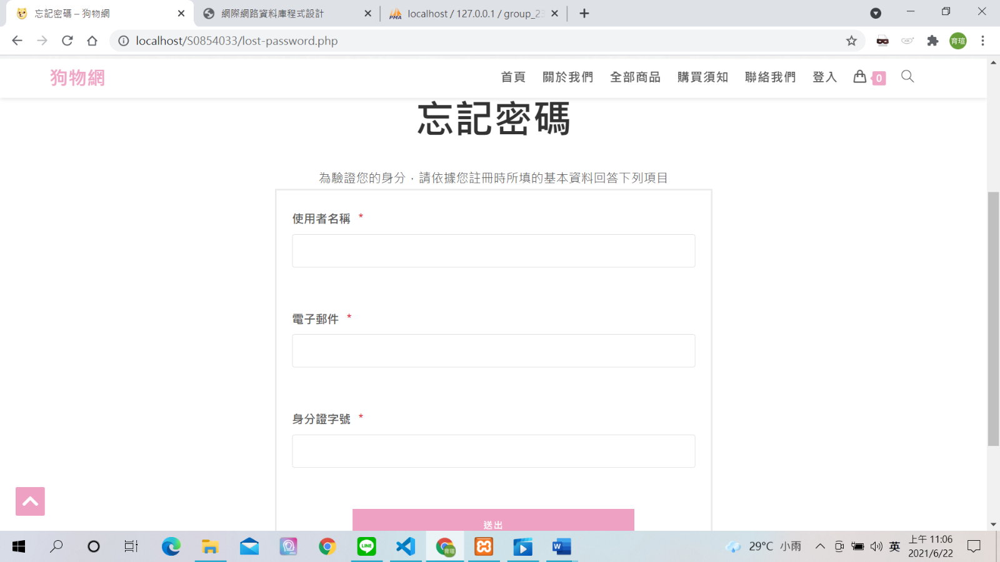 忘記密碼 – 狗物網
網際網路資料庫程式設計
localhost / 127.0.0.1 / group_23
localhost/S0854033/lost-password.php
育瑄
狗物網
首頁 關於我們 全部商品 購買須知 聯絡我們 登入 0
忘記密碼
為驗證您的身分，請依據您註冊時所填的基本資料回答下列項目
使用者名稱 *
電子郵件 *
身分證字號 *
送出
29°C 小雨
英
上午 11:06
2021/6/22